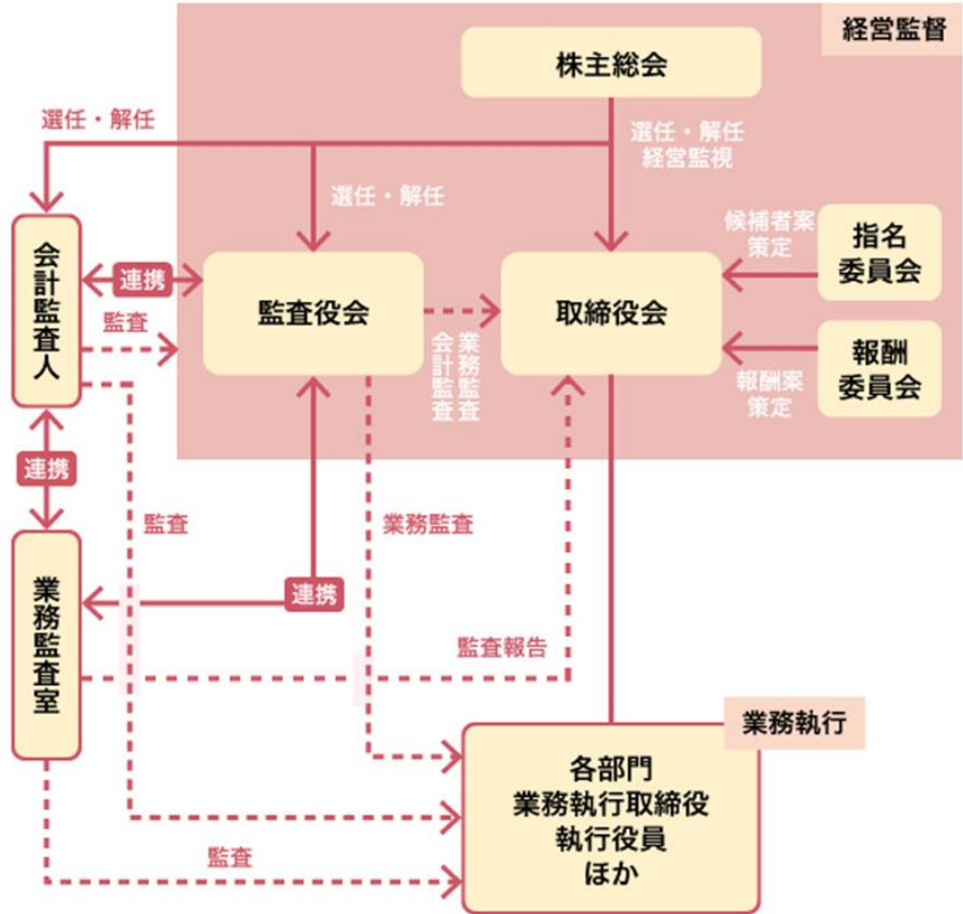 経営監督
株主総会
選任・解任
選任・解任
経営監視
選任・解任
候補者案
策定
指名
委員会
会計監査人
連携
監査役会
取締役会
監査
業務監査
会計監査
報酬案
策定
報酬
委員会
連携
監査
業務監査
業務監査室
連携
監査報告
業務執行
各部門
業務執行取締役
執行役員
ほか
監査